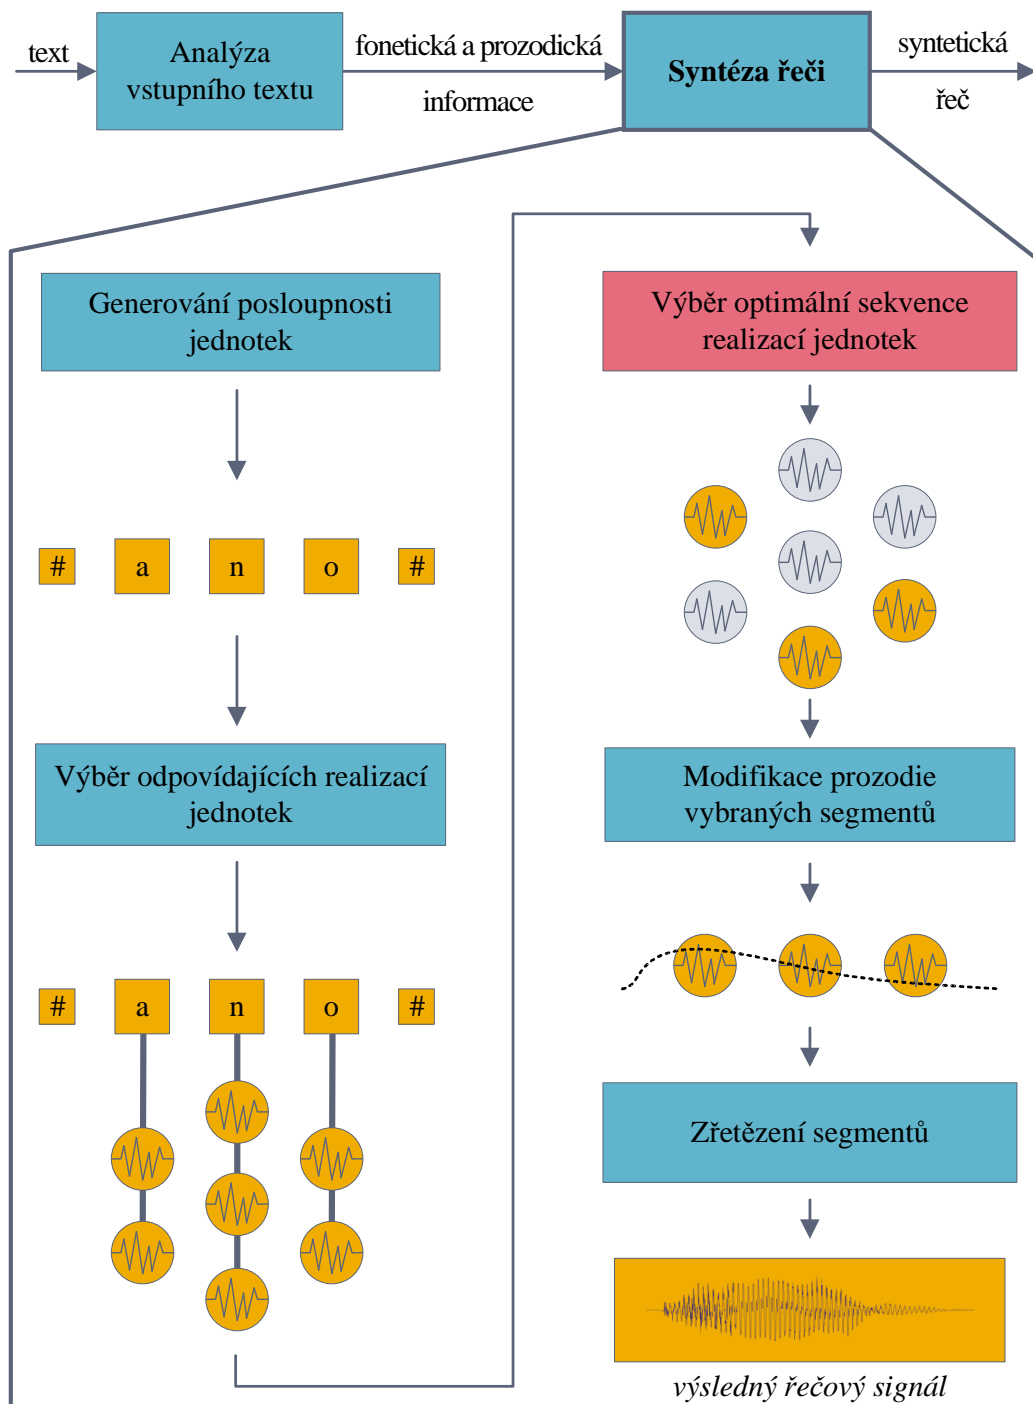 text
Analýza
vstupního textu
fonetická a prozodická
informace
Syntéza řeči
syntetická
řeč
Generování posloupnosti
jednotek
# a n o #
Výběr odpovídajících realizací
jednotek
# a n o #
Výběr optimální sekvence
realizací jednotek
Modifikace prozodie
vybraných segmentů
Zřetězení segmentů
výsledný řečový signál